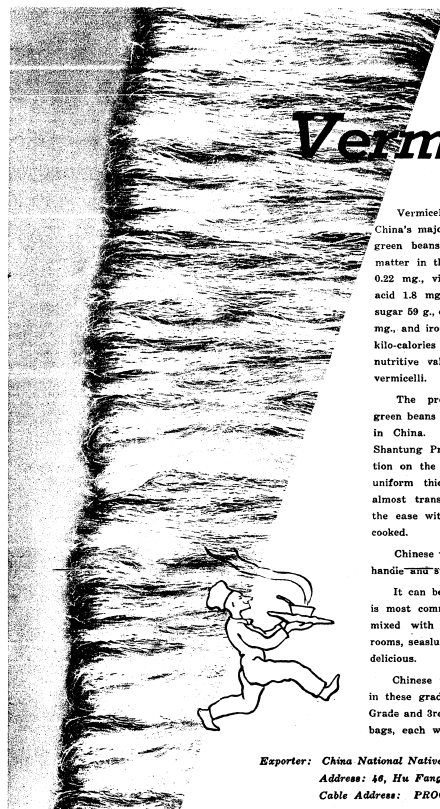 Verm
Vermicel
China's majo
green beans
matter in th
0.22 mg., vi
acid 1.8 mg
sugar 59 g.,
mg., and iro
kilo-calories
nutritive val
vermicelli.
The pro
green beans
in China.
Shantung Pr
tion on the
uniform thic
almost trans
the ease wit
cooked.
Chinese
handle and s
It can be
is most comm
mixed with
rooms, seaslu
delicious.
Chinese
in these grad
Grade and 3r
bags, each w
Exporter: China National Native
Address: 46, Hu Fang
Cable Address: PRO